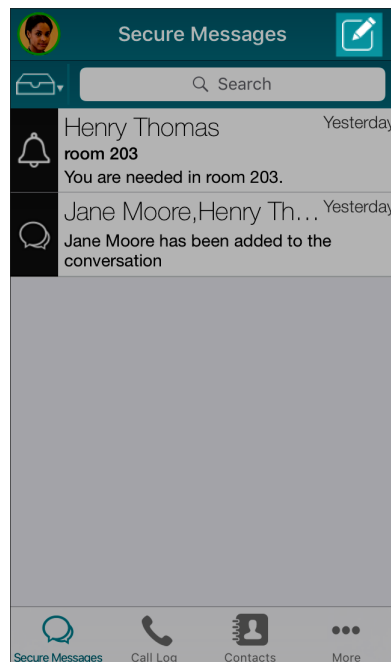 Secure Messages
Search
Henry Thomas
Yesterday
room 203
You are needed in room 203.
Jane Moore,Henry Th...
Yesterday
Jane Moore has been added to the
conversation
Secure Messages
Call Log
Contacts
More